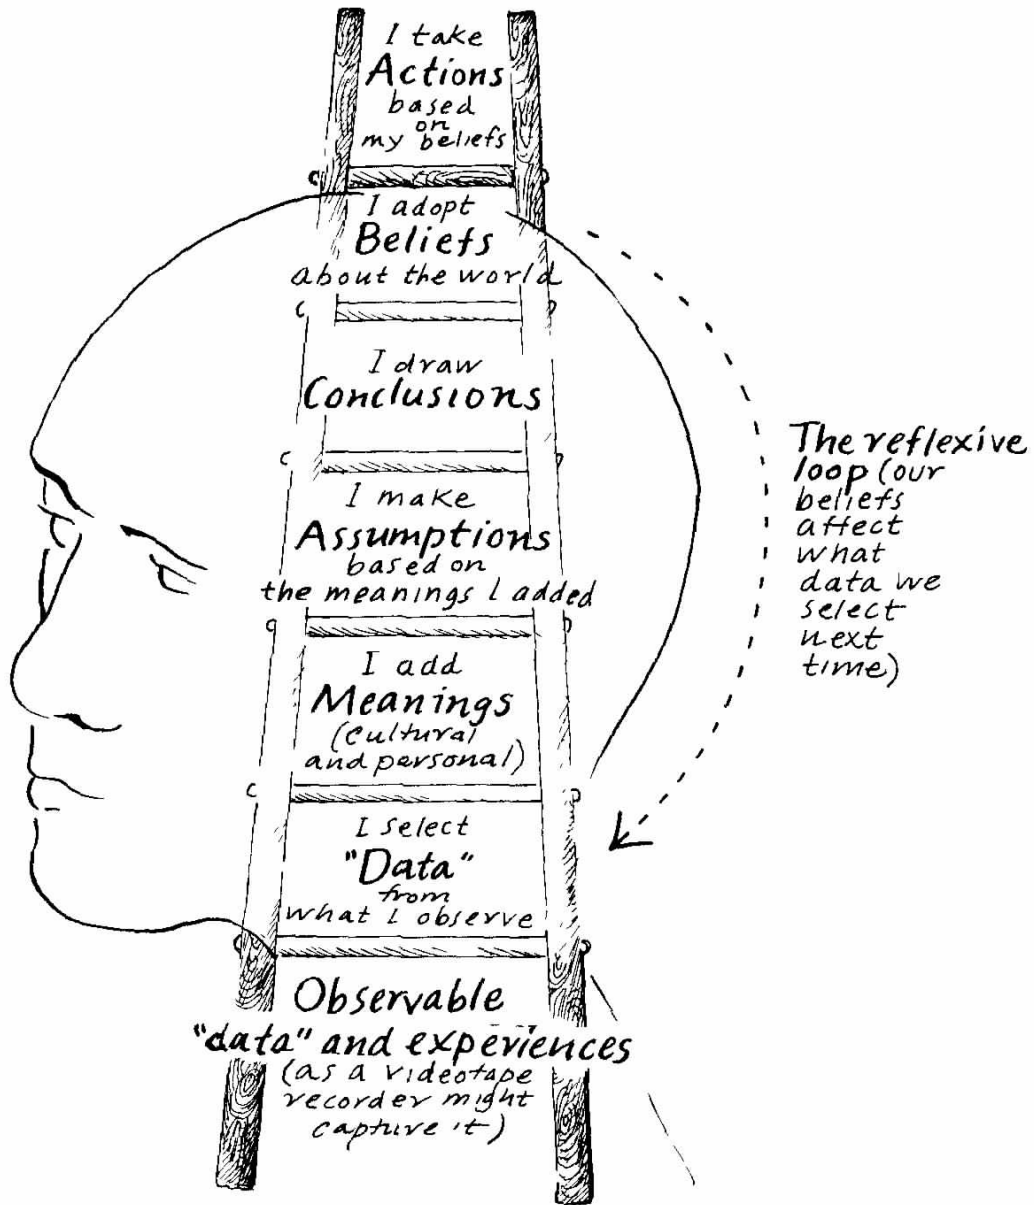 I take
Actions
based
on
my beliefs
I adopt
Beliefs
about the world
I draw
Conclusions
I make
Assumptions
based on
the meanings I added
I add
Meanings
(cultural
and personal)
I select
"Data"
from
what I observe
Observable
"data" and experiences
(as a videotape
recorder might
capture it)
The reflexive
loop (our
beliefs
affect
what
data we
select
next
time)